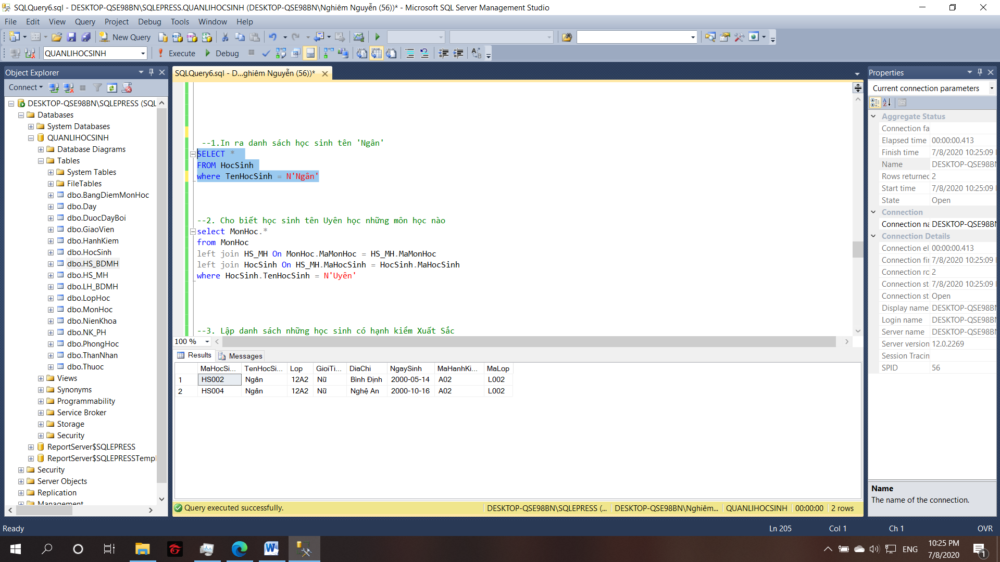 SQLQuery6.sql - DESKTOP-QSE98BN\SQLEPRESS.QUANLIHOCSINH (DESKTOP-QSE98BN\Nghiêm Nguyễn (56))* - Microsoft SQL Server Management Studio
File Edit View Query Project Debug Tools Window Help
New Query
QUANLIHOCSINH Execute Debug
Object Explorer
Connect
DESKTOP-QSE98BN\SQLEPRESS (SQL
Databases
System Databases
QUANLIHOCSINH
Database Diagrams
Tables
System Tables
FileTables
dbo.BangDiemMonHoc
dbo.Day
dbo.DuocDayBoi
dbo.GiaoVien
dbo.HanhKiem
dbo.HocSinh
dbo.HS_BDMH
dbo.HS_MH
dbo.LH_BDMH
dbo.LopHoc
dbo.MonHoc
dbo.NienKhoa
dbo.NK_PH
dbo.PhongHoc
dbo.ThanNhan
dbo.Thuoc
Views
Synonyms
Programmability
Service Broker
Storage
Security
ReportServer$SQLEPRESS
ReportServer$SQLEPRESSTemp
Security
Server Objects
Replication
Management
SQLQuery6.sql - D...ghiêm Nguyễn (56))*
--1.In ra danh sách học sinh tên 'Ngân'
SELECT *
FROM HocSinh
where TenHocSinh = N'Ngân'
--2. Cho biết học sinh tên Uyên học những môn học nào
select MonHoc.*
from MonHoc
left join HS_MH On MonHoc.MaMonHoc = HS_MH.MaMonHoc
left join HocSinh On HS_MH.MaHocSinh = HocSinh.MaHocSinh
where HocSinh.TenHocSinh = N'Uyên'
--3. Lập danh sách những học sinh có hạnh kiểm Xuất Sắc
100 %
Results Messages
MaHocSi... TenHocSi... Lop GioiTi... DiaChi NgaySinh MaHanhKi... MaLop
1 HS002 Ngân 12A2 Nữ Bình Định 2000-05-14 A02 L002
2 HS004 Ngân 12A2 Nữ Nghệ An 2000-10-16 A02 L002
Query executed successfully. DESKTOP-QSE98BN\SQLEPRESS (... DESKTOP-QSE98BN\Nghiêm... QUANLIHOCSINH 00:00:00 2 rows
Properties
Current connection parameters
Aggregate Status
Connection fa
Elapsed time 00:00:00.413
Finish time 7/8/2020 10:25:09
Name DESKTOP-QSE98BN
Rows returned 2
Start time 7/8/2020 10:25:09
State Open
Connection
Connection na DESKTOP-QSE98BN
Connection Details
Connection el 00:00:00.413
Connection fin 7/8/2020 10:25:09
Connection ro 2
Connection st 7/8/2020 10:25:09
Connection st Open
Display name DESKTOP-QSE98BN
Login name DESKTOP-QSE98BN
Server name DESKTOP-QSE98BN
Server version 12.0.2269
Session Tracin
SPID 56
Name
The name of the connection.
Ready Ln 205 Col 1 Ch 1 OVR
ENG
10:25 PM
7/8/2020
1